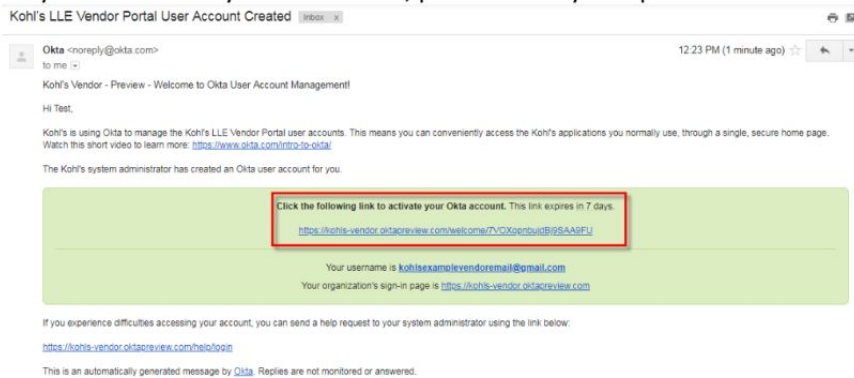 Kohl's LLE Vendor Portal User Account Created Inbox x
Okta <noreply@okta.com> 12:23 PM (1 minute ago)
to me
Kohl's Vendor - Preview - Welcome to Okta User Account Management!
Hi Test,
Kohl's is using Okta to manage the Kohl's LLE Vendor Portal user accounts. This means you can conveniently access the Kohl's applications you normally use, through a single, secure home page.
Watch this short video to learn more: https://www.okta.com/intro-to-okta/
The Kohl's system administrator has created an Okta user account for you.
Click the following link to activate your Okta account. This link expires in 7 days.
https://kohls-vendor.oktapreview.com/welcome/
Your username is kohlsexamplevendoremail@gmail.com
Your organization's sign-in page is https://kohls-vendor.oktapreview.com
If you experience difficulties accessing your account, you can send a help request to your system administrator using the link below:
https://kohls-vendor.oktapreview.com/help/login
This is an automatically generated message by Okta. Replies are not monitored or answered.